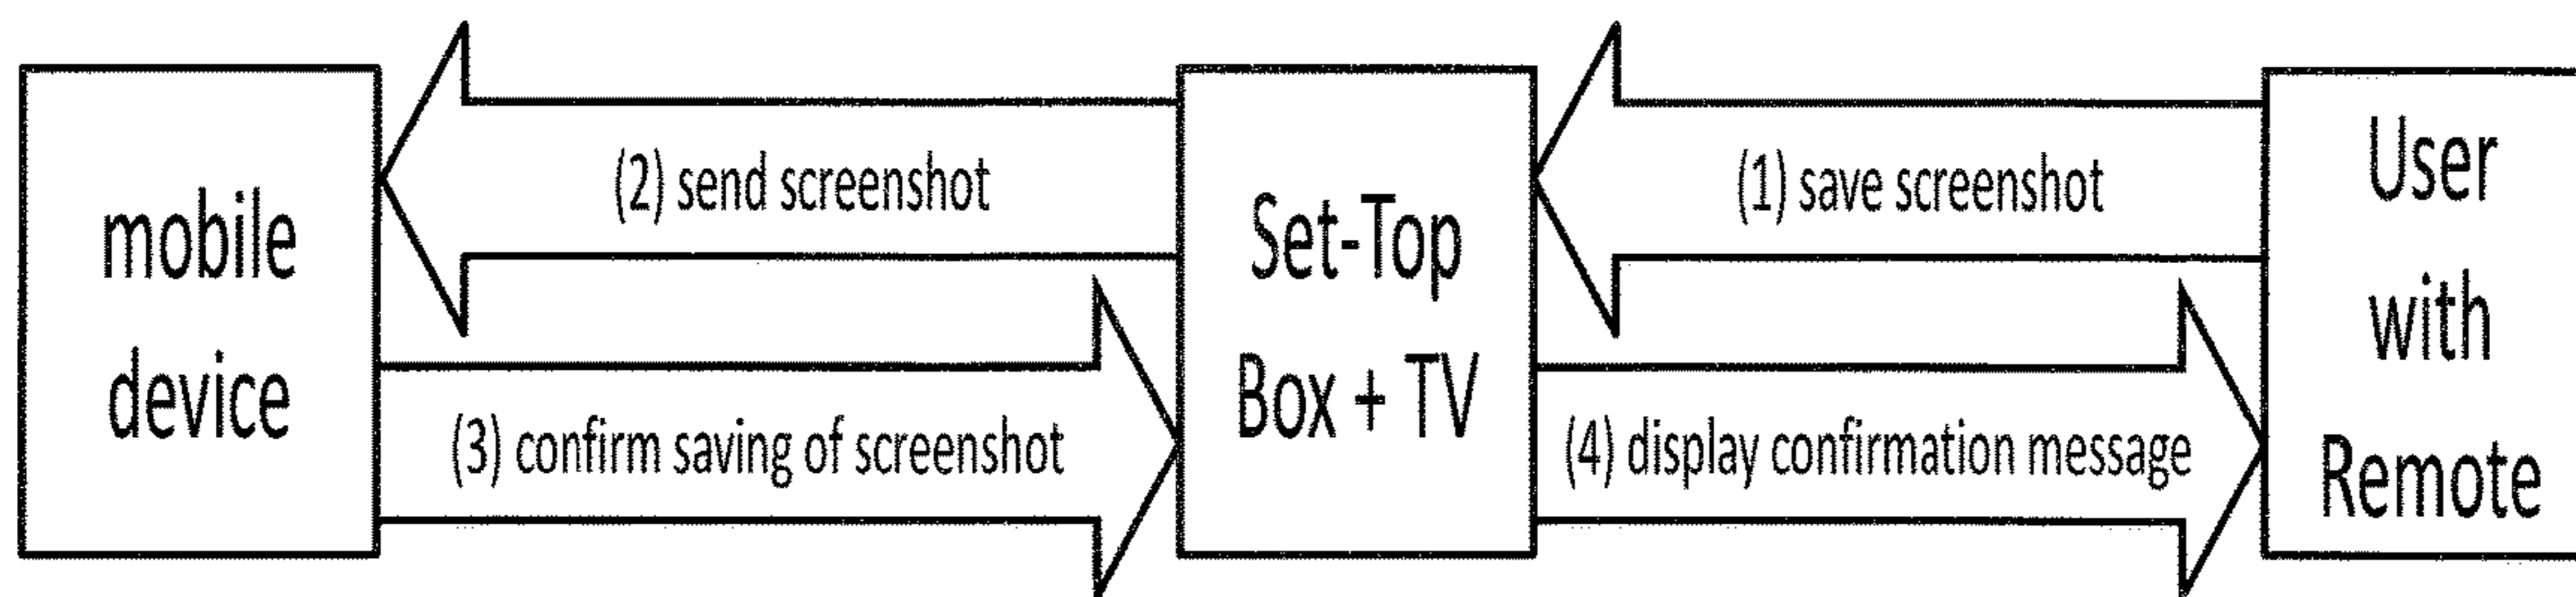 mobile
device
(2) send screenshot
(3) confirm saving of screenshot
Set-Top
Box + TV
(1) save screenshot
(4) display confirmation message
User
with
Remote